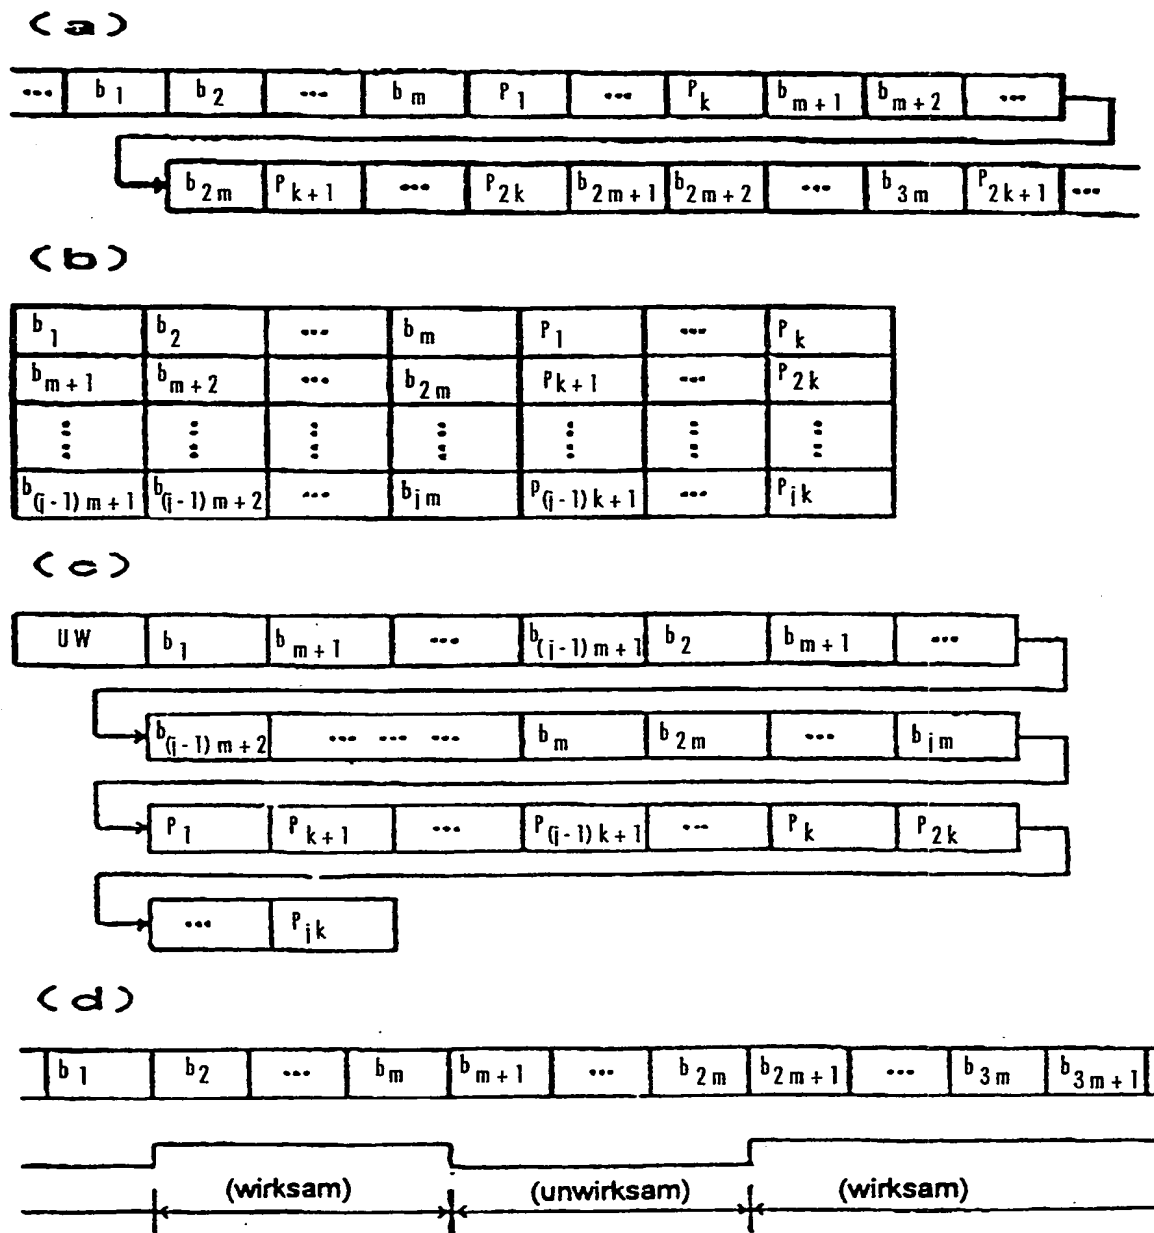 (a)
... b1 b2 ... bm P1 ... Pk bm+1 bm+2 ...
b2m Pk+1 ... P2k b2m+1 b2m+2 ... b3m P2k+1 ...
(b)
b1 b2 ... bm P1 ... Pk
bm+1 bm+2 ... b2m Pk+1 ... P2k
b(j-1)m+1 b(j-1)m+2 ... bjm P(j-1)k+1 ... Pjk
(c)
UW b1 bm+1 ... b(j-1)m+1 b2 bm+1 ...
b(j-1)m+2 ... ... ... bm b2m ... bjm
P1 Pk+1 ... P(j-1)k+1 ... Pk P2k
... Pjk
(d)
b1 b2 ... bm bm+1 ... b2m b2m+1 ... b3m b3m+1
(wirksam) (unwirksam) (wirksam)